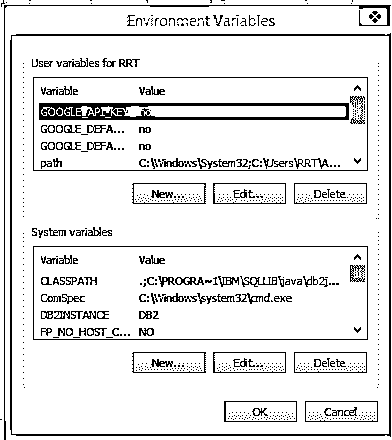 Environment Variables
User variables for RRT
Variable Value
GOOGLE_API_KEY no
GOOGLE_DEFA... no
GOOGLE_DEFA... no
path C:\Windows\System32;C:\Users\RRT\A...
New... Edit... Delete
System variables
Variable Value
CLASSPATH .;C:\PROGRA~1\IBM\SQLLIB\java\db2j...
ComSpec C:\Windows\system32\cmd.exe
DB2INSTANCE DB2
FP_NO_HOST_C... NO
New... Edit... Delete
OK Cancel